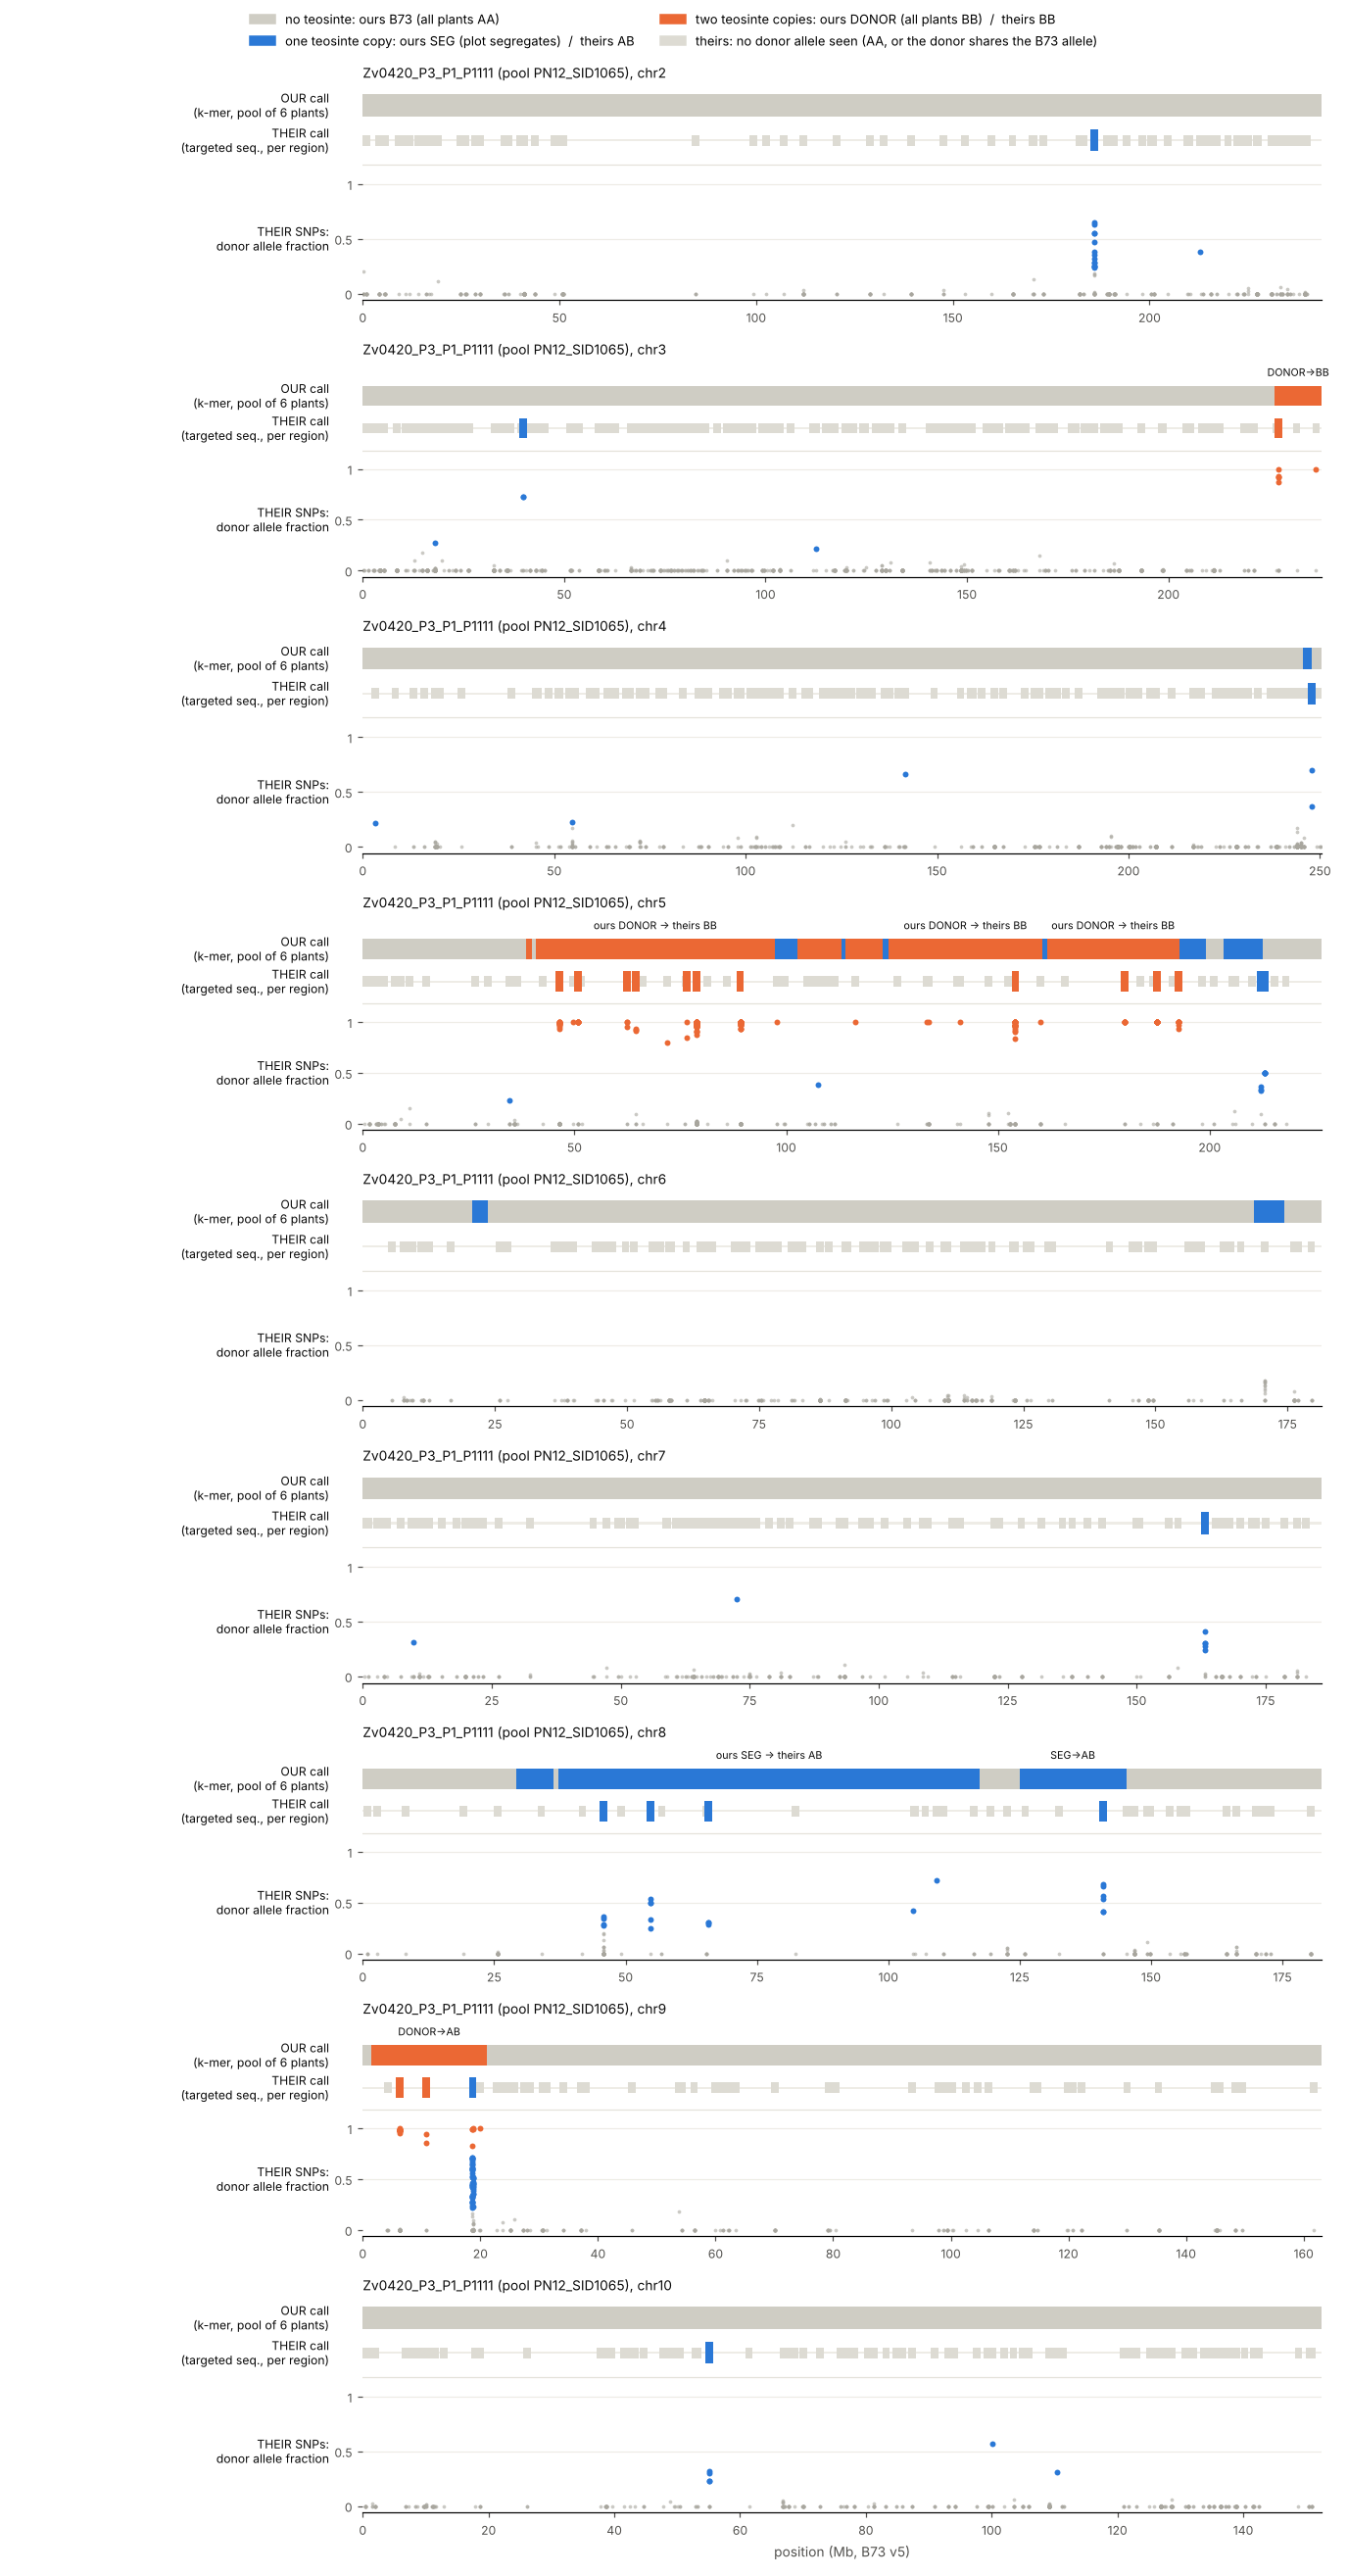 no teosinte: ours B73 (all plants AA)
two teosinte copies: ours DONOR (all plants BB)  /  theirs BB
one teosinte copy: ours SEG (plot segregates)  /  theirs AB
theirs: no donor allele seen (AA, or the donor shares the B73 allele)
Zv0420_P3_P1_P1111 (pool PN12_SID1065), chr2
OUR call
(k-mer, pool of 6 plants)
THEIR call
(targeted seq., per region)
1
THEIR SNPs:
donor allele fraction
0.5
0
0 50 100 150 200
Zv0420_P3_P1_P1111 (pool PN12_SID1065), chr3
DONOR→BB
OUR call
(k-mer, pool of 6 plants)
THEIR call
(targeted seq., per region)
1
THEIR SNPs:
donor allele fraction
0.5
0
0 50 100 150 200
Zv0420_P3_P1_P1111 (pool PN12_SID1065), chr4
OUR call
(k-mer, pool of 6 plants)
THEIR call
(targeted seq., per region)
1
THEIR SNPs:
donor allele fraction
0.5
0
0 50 100 150 200 250
Zv0420_P3_P1_P1111 (pool PN12_SID1065), chr5
ours DONOR → theirs BB ours DONOR → theirs BB ours DONOR → theirs BB
OUR call
(k-mer, pool of 6 plants)
THEIR call
(targeted seq., per region)
1
THEIR SNPs:
donor allele fraction
0.5
0
0 50 100 150 200
Zv0420_P3_P1_P1111 (pool PN12_SID1065), chr6
OUR call
(k-mer, pool of 6 plants)
THEIR call
(targeted seq., per region)
1
THEIR SNPs:
donor allele fraction
0.5
0
0 25 50 75 100 125 150 175
Zv0420_P3_P1_P1111 (pool PN12_SID1065), chr7
OUR call
(k-mer, pool of 6 plants)
THEIR call
(targeted seq., per region)
1
THEIR SNPs:
donor allele fraction
0.5
0
0 25 50 75 100 125 150 175
Zv0420_P3_P1_P1111 (pool PN12_SID1065), chr8
ours SEG → theirs AB SEG→AB
OUR call
(k-mer, pool of 6 plants)
THEIR call
(targeted seq., per region)
1
THEIR SNPs:
donor allele fraction
0.5
0
0 25 50 75 100 125 150 175
Zv0420_P3_P1_P1111 (pool PN12_SID1065), chr9
DONOR→AB
OUR call
(k-mer, pool of 6 plants)
THEIR call
(targeted seq., per region)
1
THEIR SNPs:
donor allele fraction
0.5
0
0 20 40 60 80 100 120 140 160
Zv0420_P3_P1_P1111 (pool PN12_SID1065), chr10
OUR call
(k-mer, pool of 6 plants)
THEIR call
(targeted seq., per region)
1
THEIR SNPs:
donor allele fraction
0.5
0
0 20 40 60 80 100 120 140
position (Mb, B73 v5)